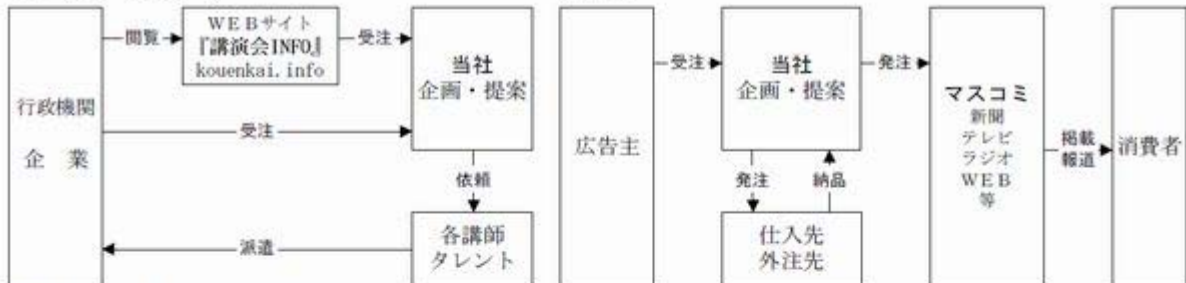 行政機関
企 業
閲覧
WEBサイト
『講演会INFO』
kouenkai.info
受注
受注
当社
企画・提案
依頼
各講師
タレント
派遣
広告主
受注
当社
企画・提案
発注
納品
仕入先
外注先
発注
マスコミ
新聞
テレビ
ラジオ
WEB
等
掲載
報道
消費者